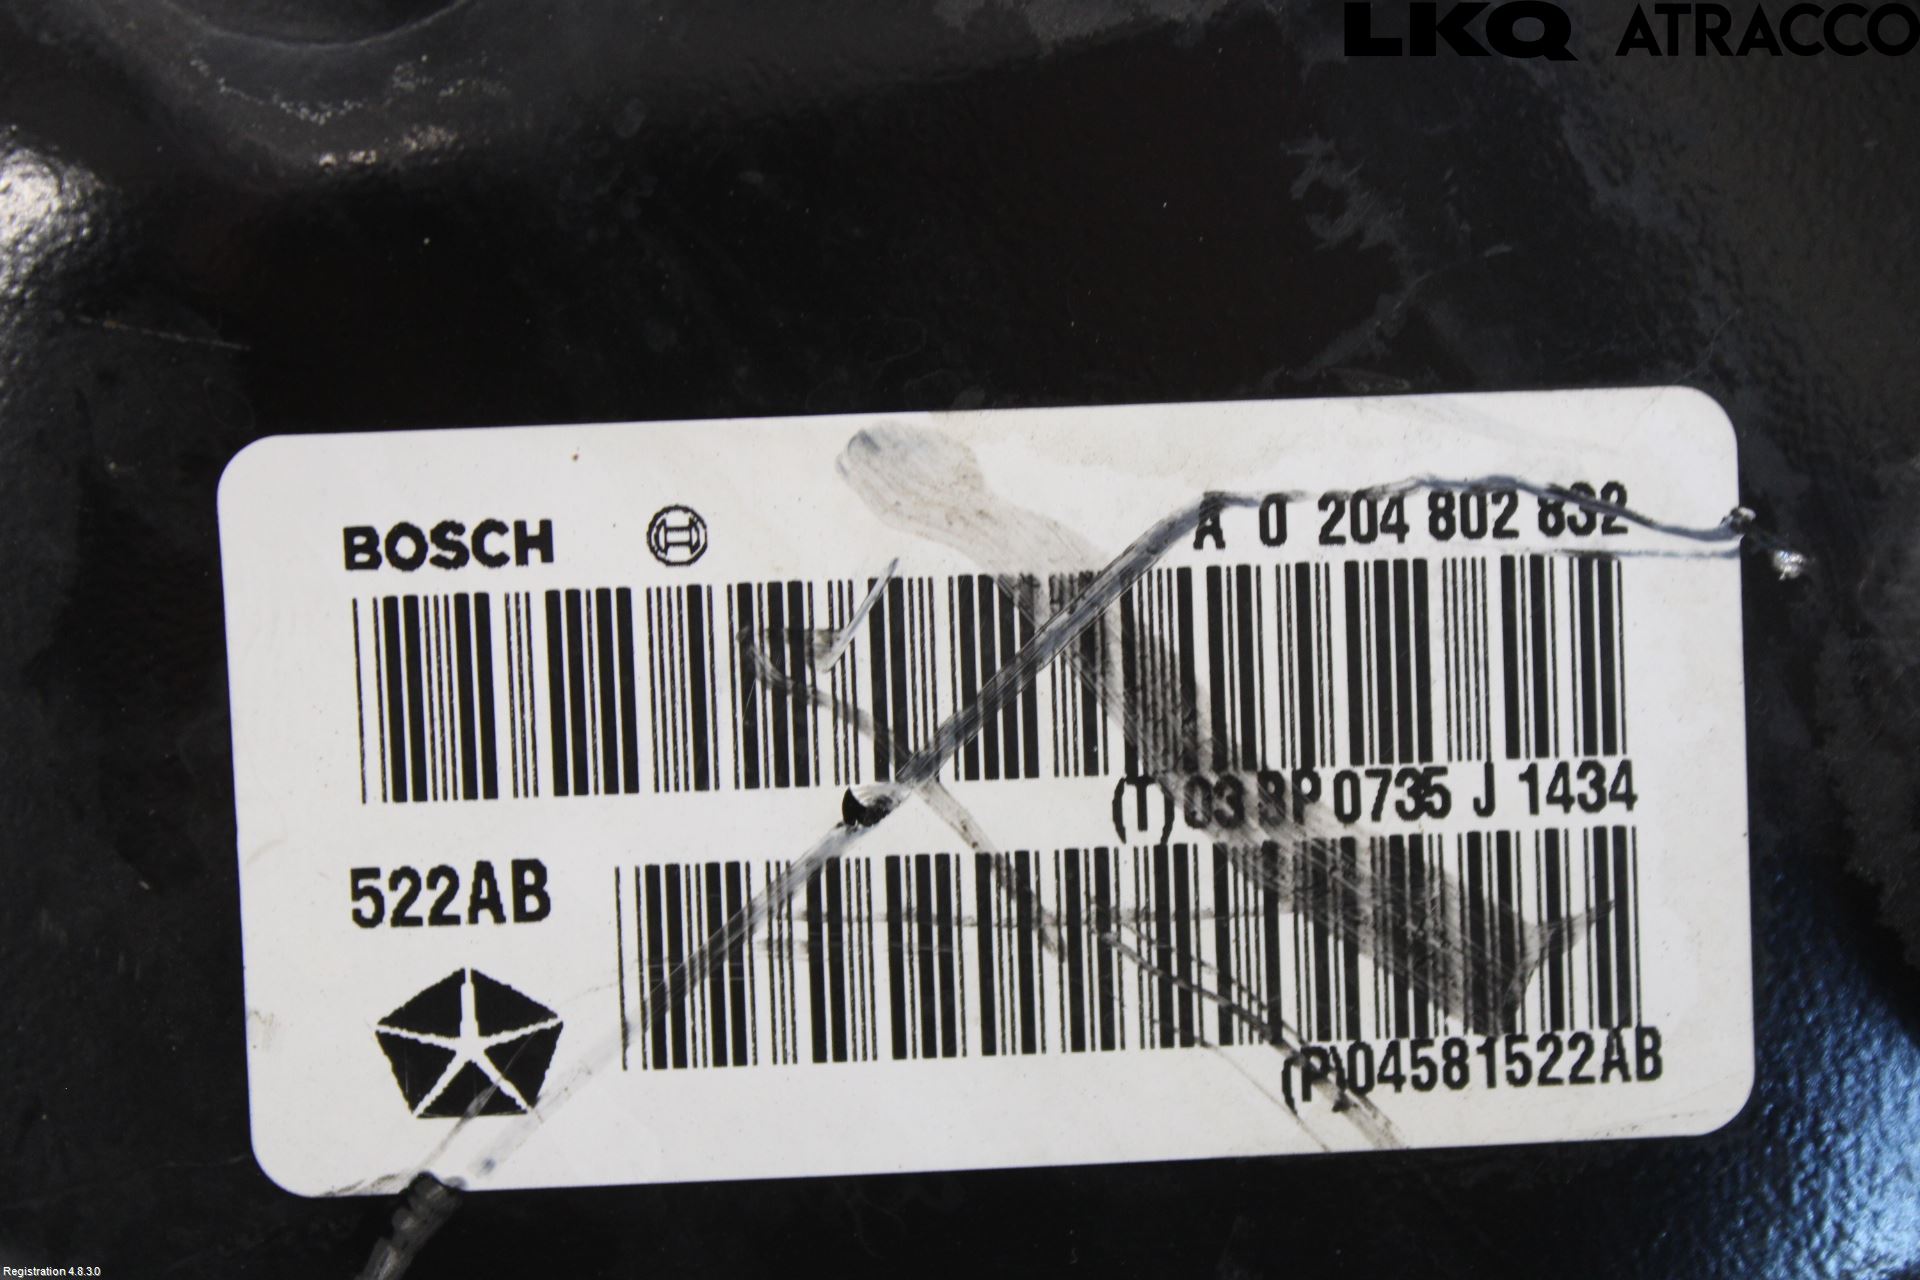 LKQ ATRACCO
BOSCH
A 0 204 802 832
(T) 03 BP 0735 J 1434
522AB
(P)04581522AB
Registration 4.8.3.0